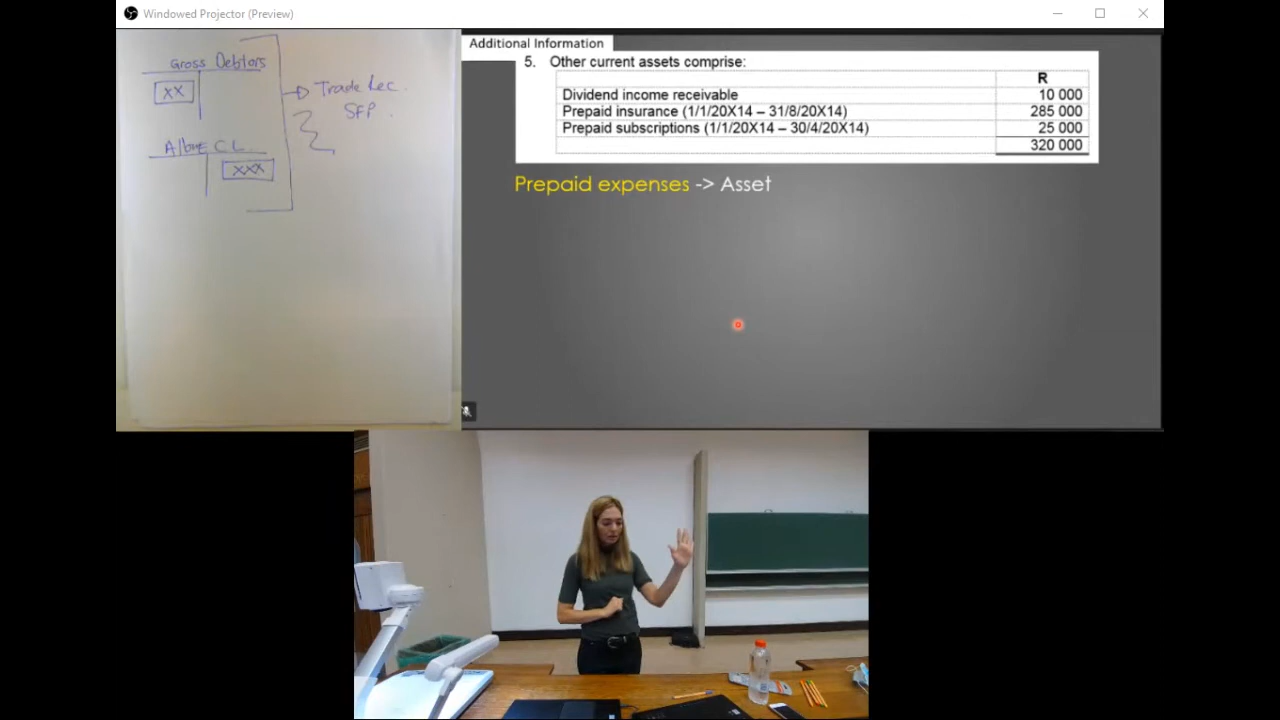 Windowed Projector (Preview)
Gross Debtors
XX
Trade Rec.
SFP.
C L
XXX
Additional Information
5. Other current assets comprise:
R
Dividend income receivable 10 000
Prepaid insurance (1/1/20X14 – 31/8/20X14) 285 000
Prepaid subscriptions (1/1/20X14 – 30/4/20X14) 25 000
320 000
Prepaid expenses -> Asset